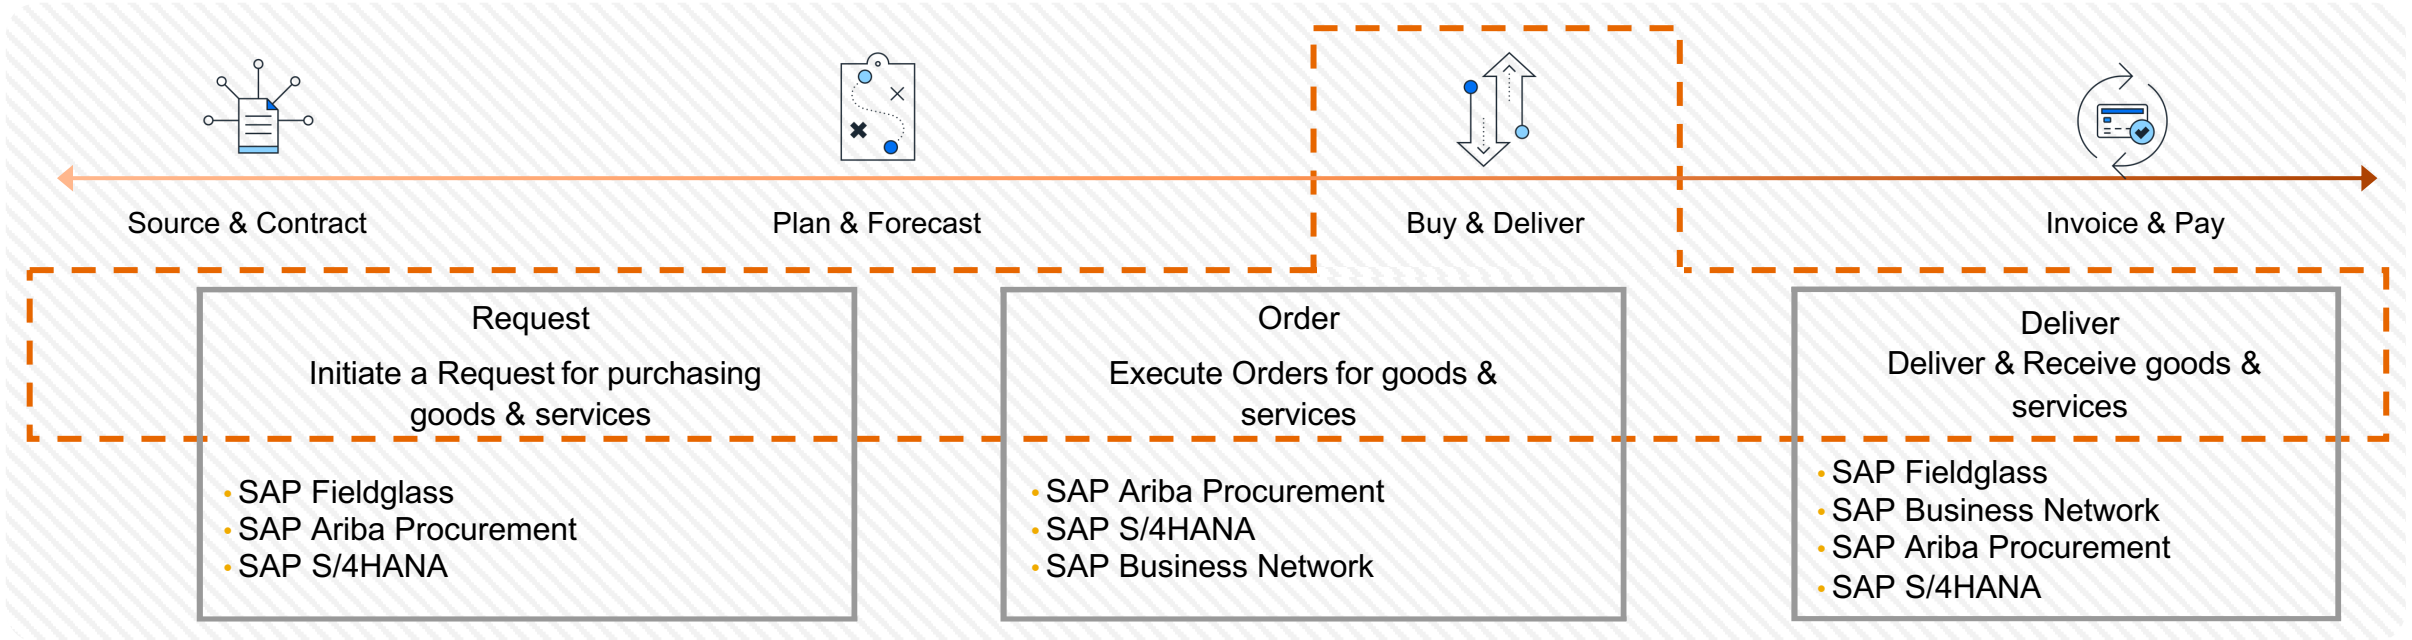 Source & Contract
Plan & Forecast
Buy & Deliver
Invoice & Pay
Request
Initiate a Request for purchasing
goods & services
• SAP Fieldglass
• SAP Ariba Procurement
• SAP S/4HANA
Order
Execute Orders for goods &
services
• SAP Ariba Procurement
• SAP S/4HANA
• SAP Business Network
Deliver
Deliver & Receive goods &
services
• SAP Fieldglass
• SAP Business Network
• SAP Ariba Procurement
• SAP S/4HANA